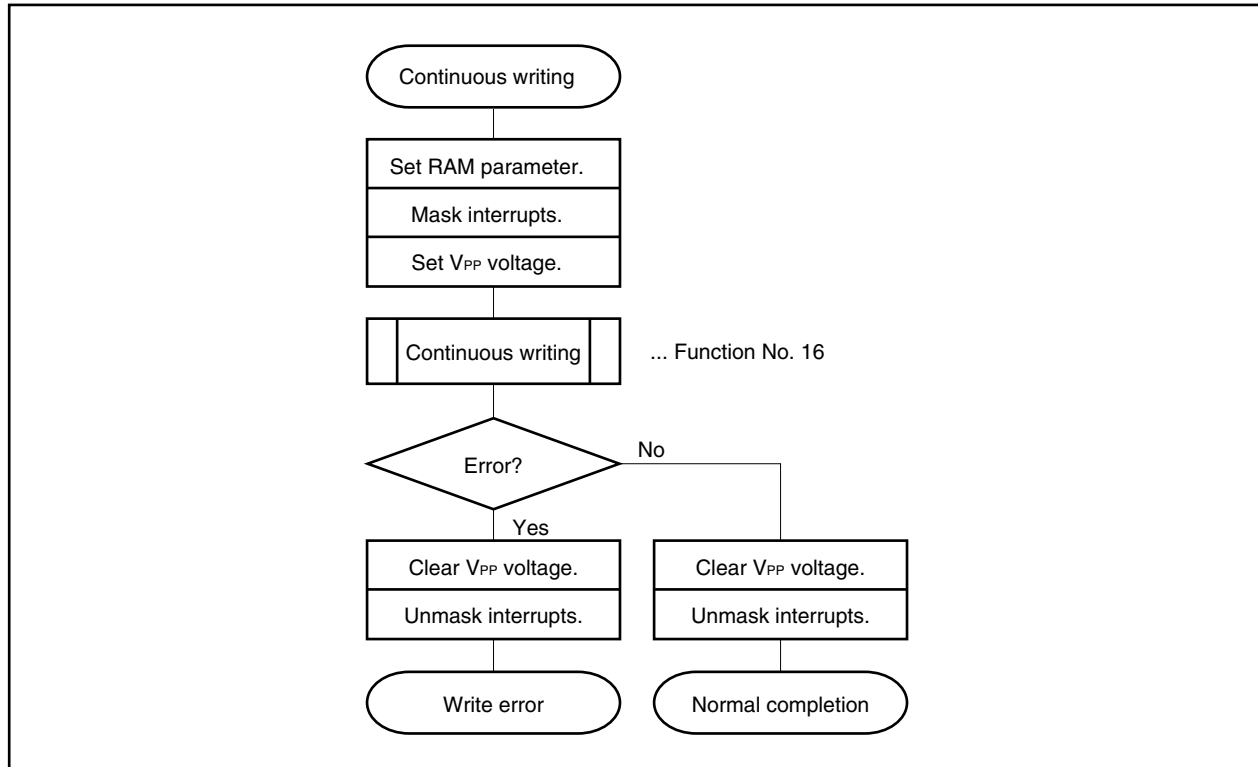 Continuous writing
Set RAM parameter.
Mask interrupts.
Set VPP voltage.
Continuous writing
... Function No. 16
Error?
No
Yes
Clear VPP voltage.
Unmask interrupts.
Write error
Clear VPP voltage.
Unmask interrupts.
Normal completion